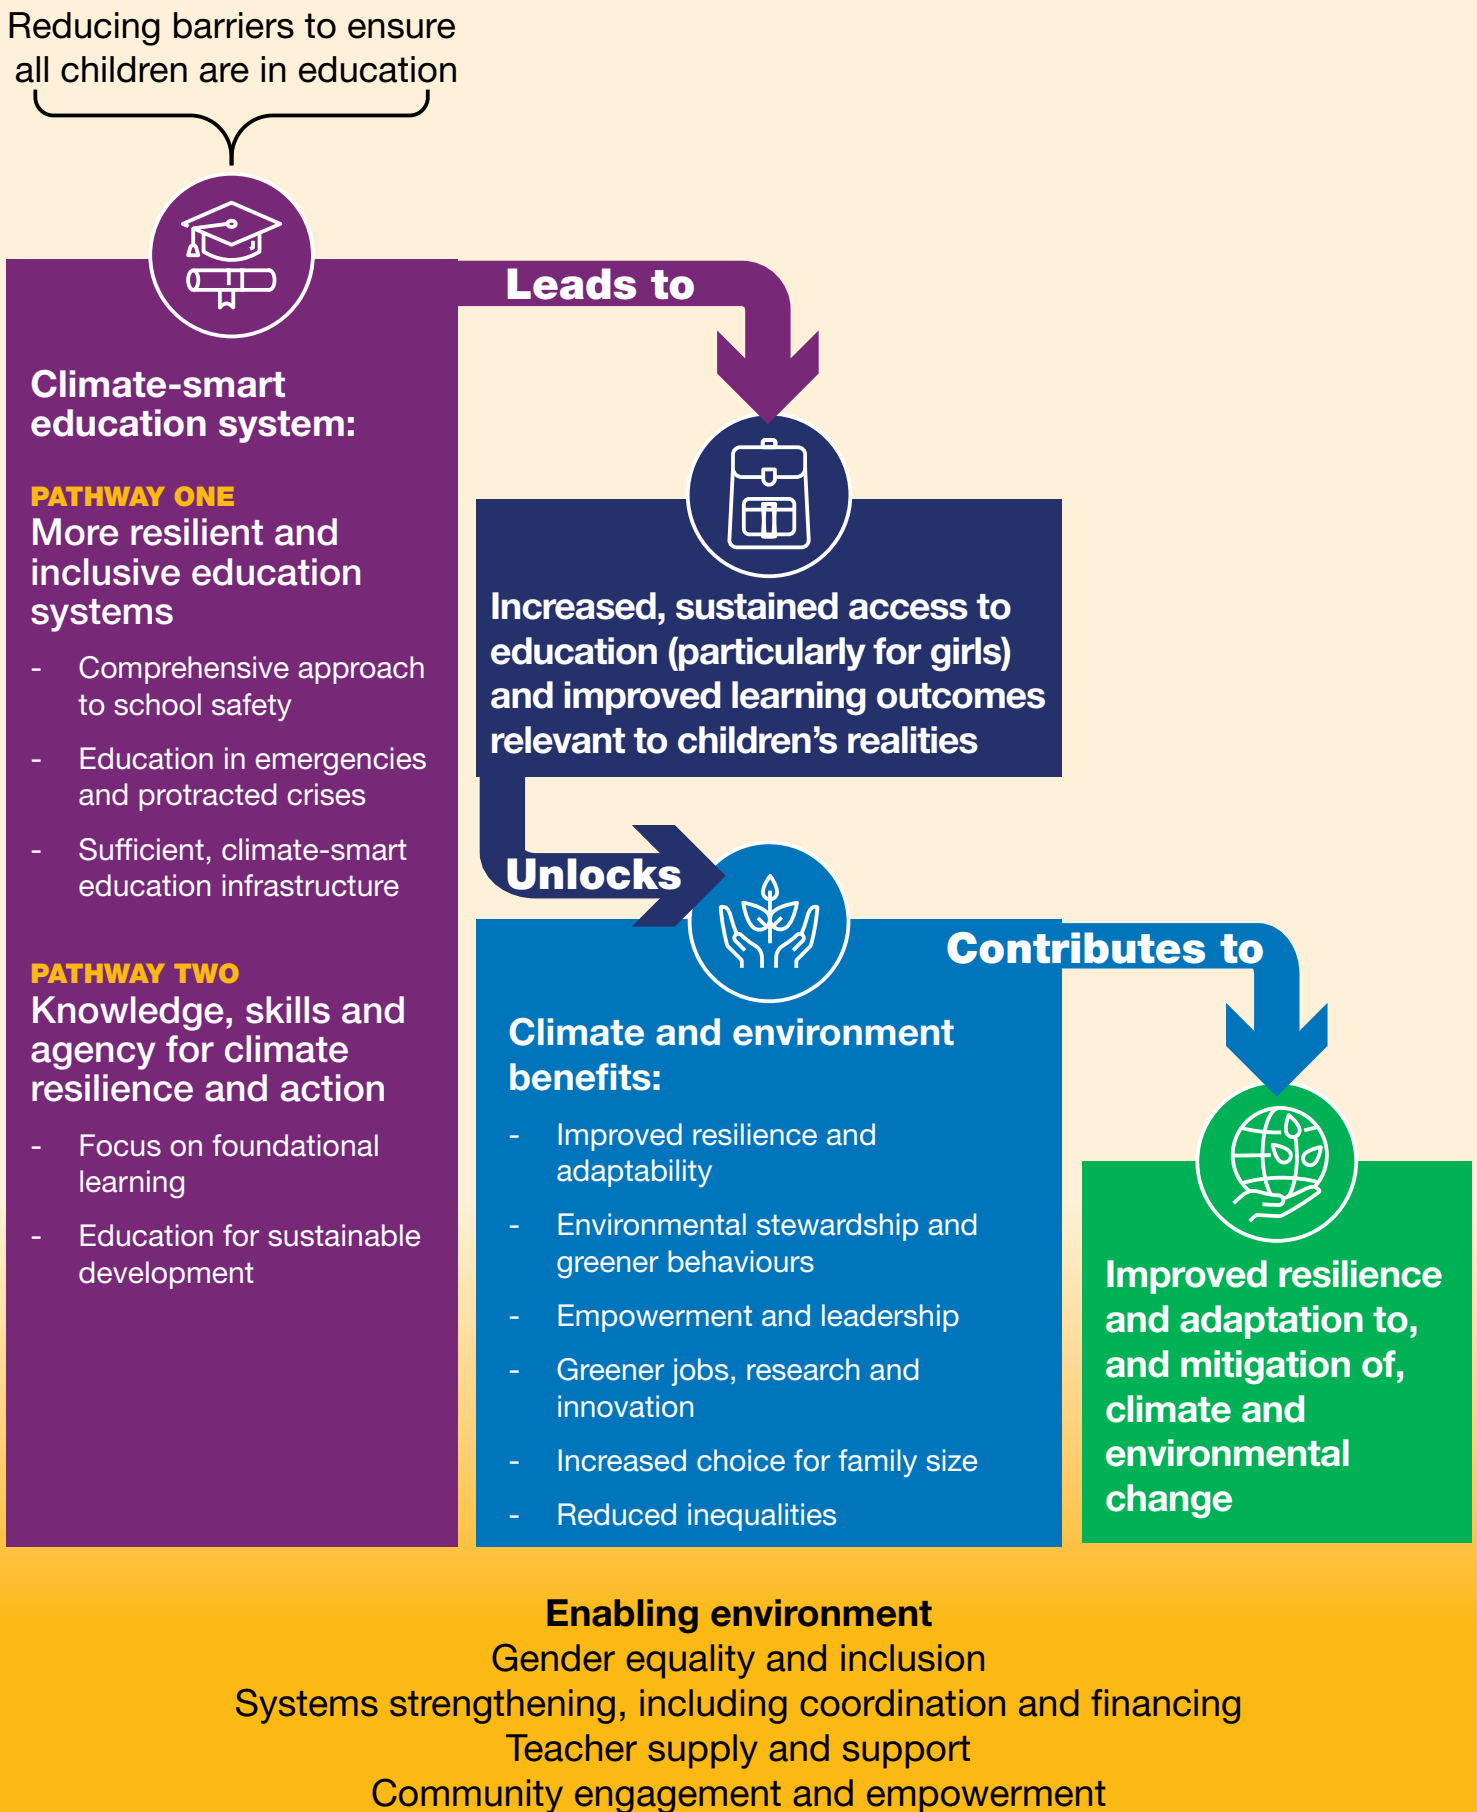 Reducing barriers to ensure
all children are in education
Climate-smart
education system:
PATHWAY ONE
More resilient and
inclusive education
systems
- Comprehensive approach
to school safety
- Education in emergencies
and protracted crises
- Sufficient, climate-smart
education infrastructure
PATHWAY TWO
Knowledge, skills and
agency for climate
resilience and action
- Focus on foundational
learning
- Education for sustainable
development
Leads to
Increased, sustained access to
education (particularly for girls)
and improved learning outcomes
relevant to children’s realities
Unlocks
Climate and environment
benefits:
- Improved resilience and
adaptability
- Environmental stewardship and
greener behaviours
- Empowerment and leadership
- Greener jobs, research and
innovation
- Increased choice for family size
- Reduced inequalities
Contributes to
Improved resilience
and adaptation to,
and mitigation of,
climate and
environmental
change
Enabling environment
Gender equality and inclusion
Systems strengthening, including coordination and financing
Teacher supply and support
Community engagement and empowerment